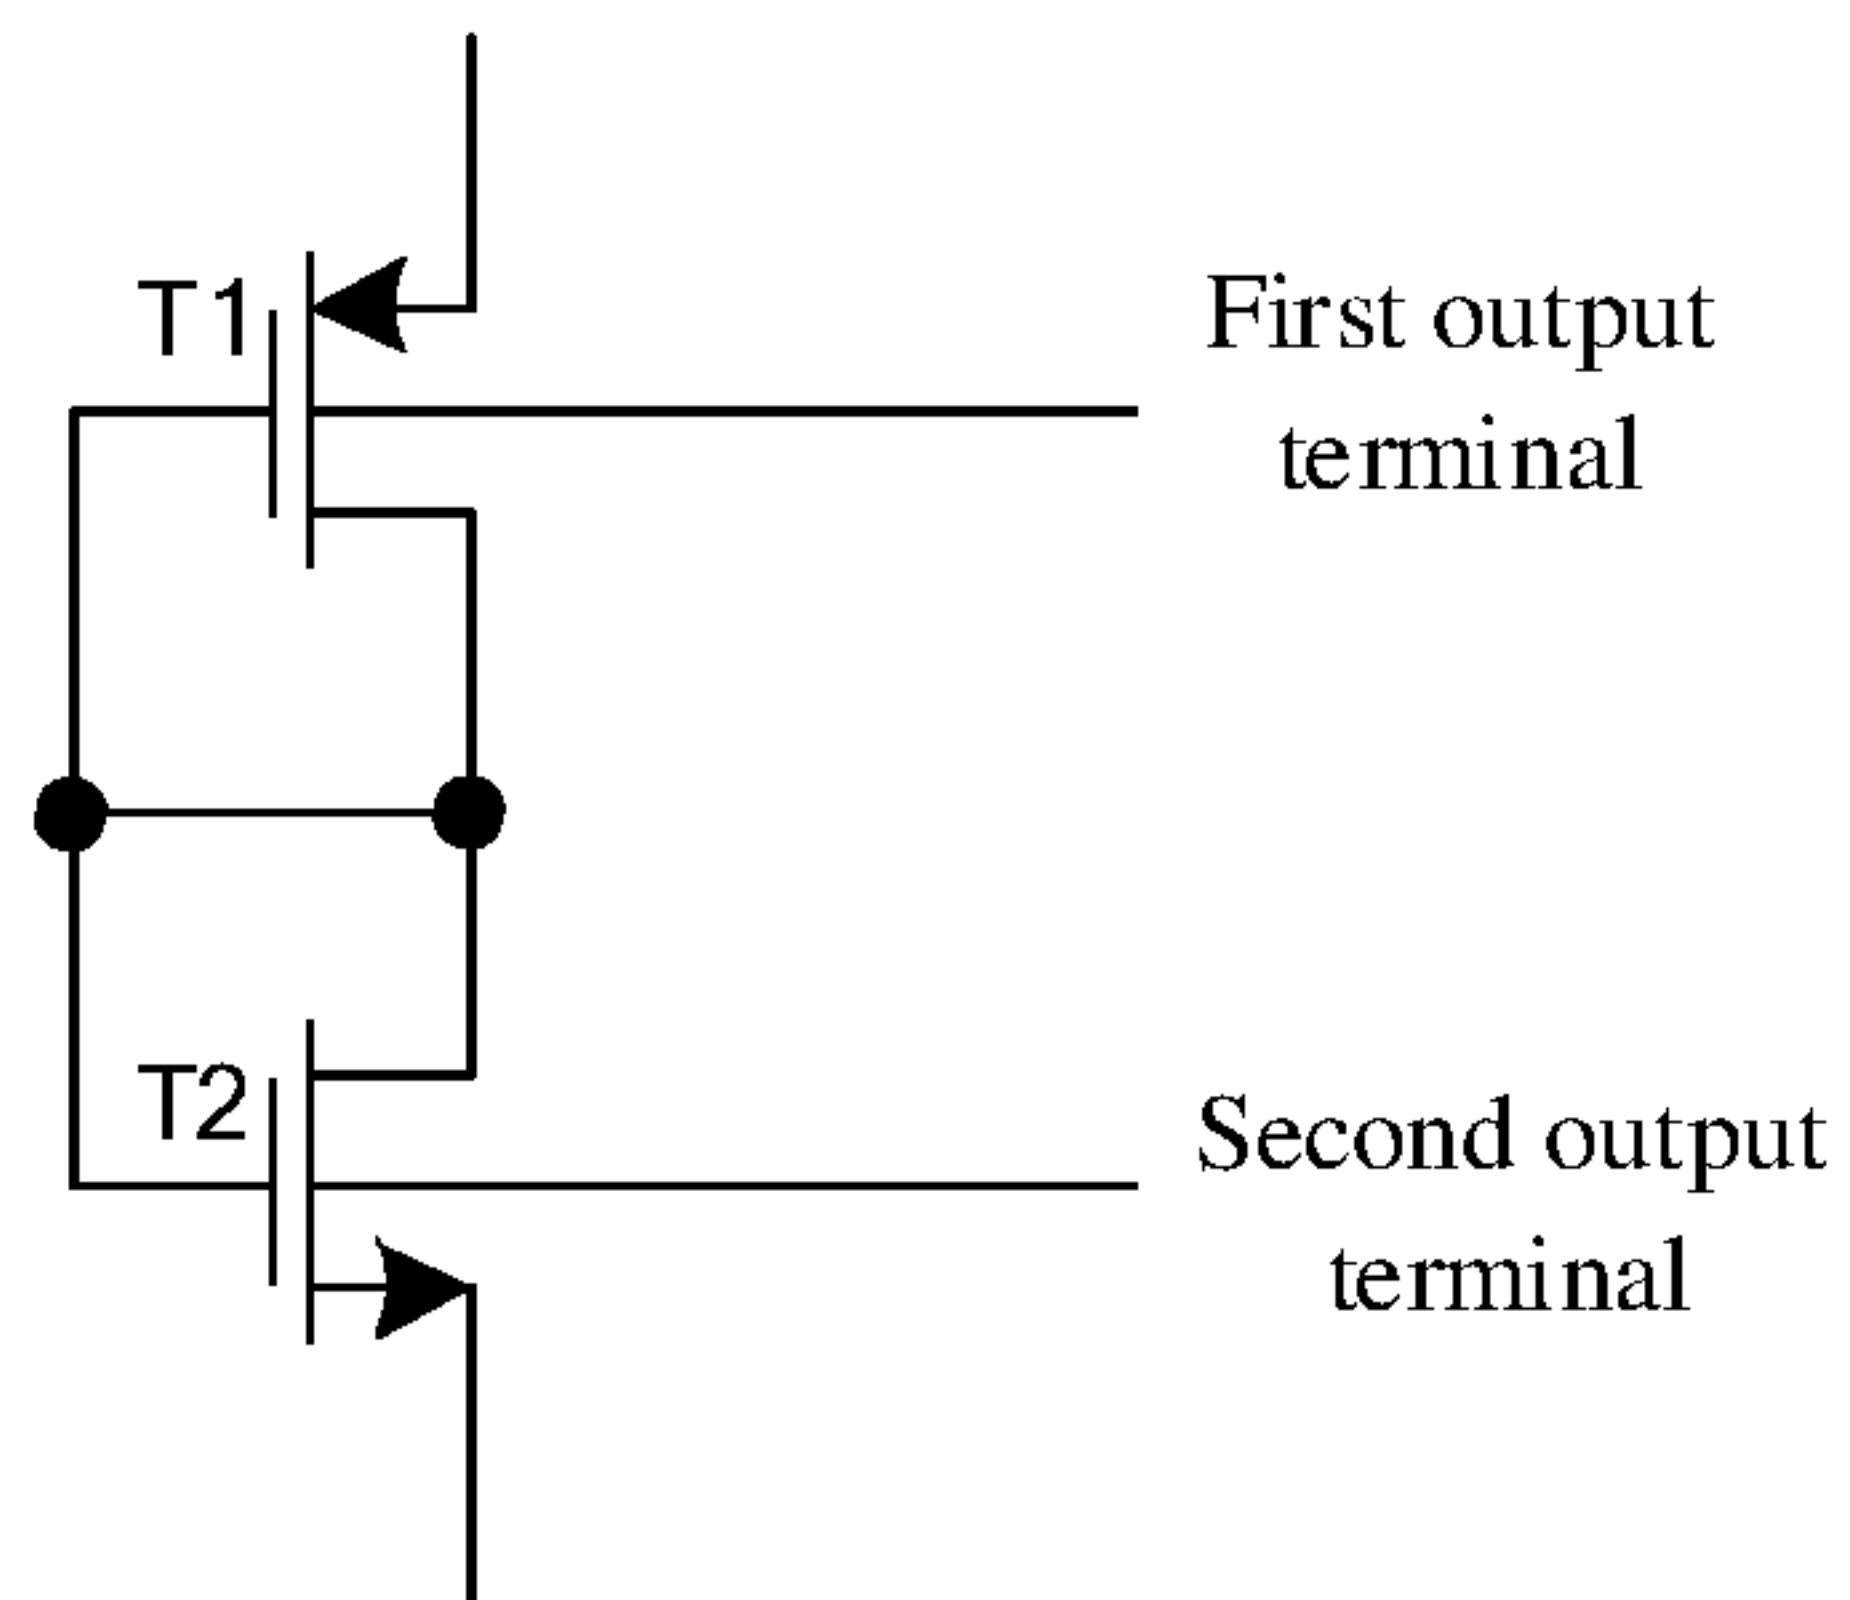 T1
First output
terminal
T2
Second output
terminal